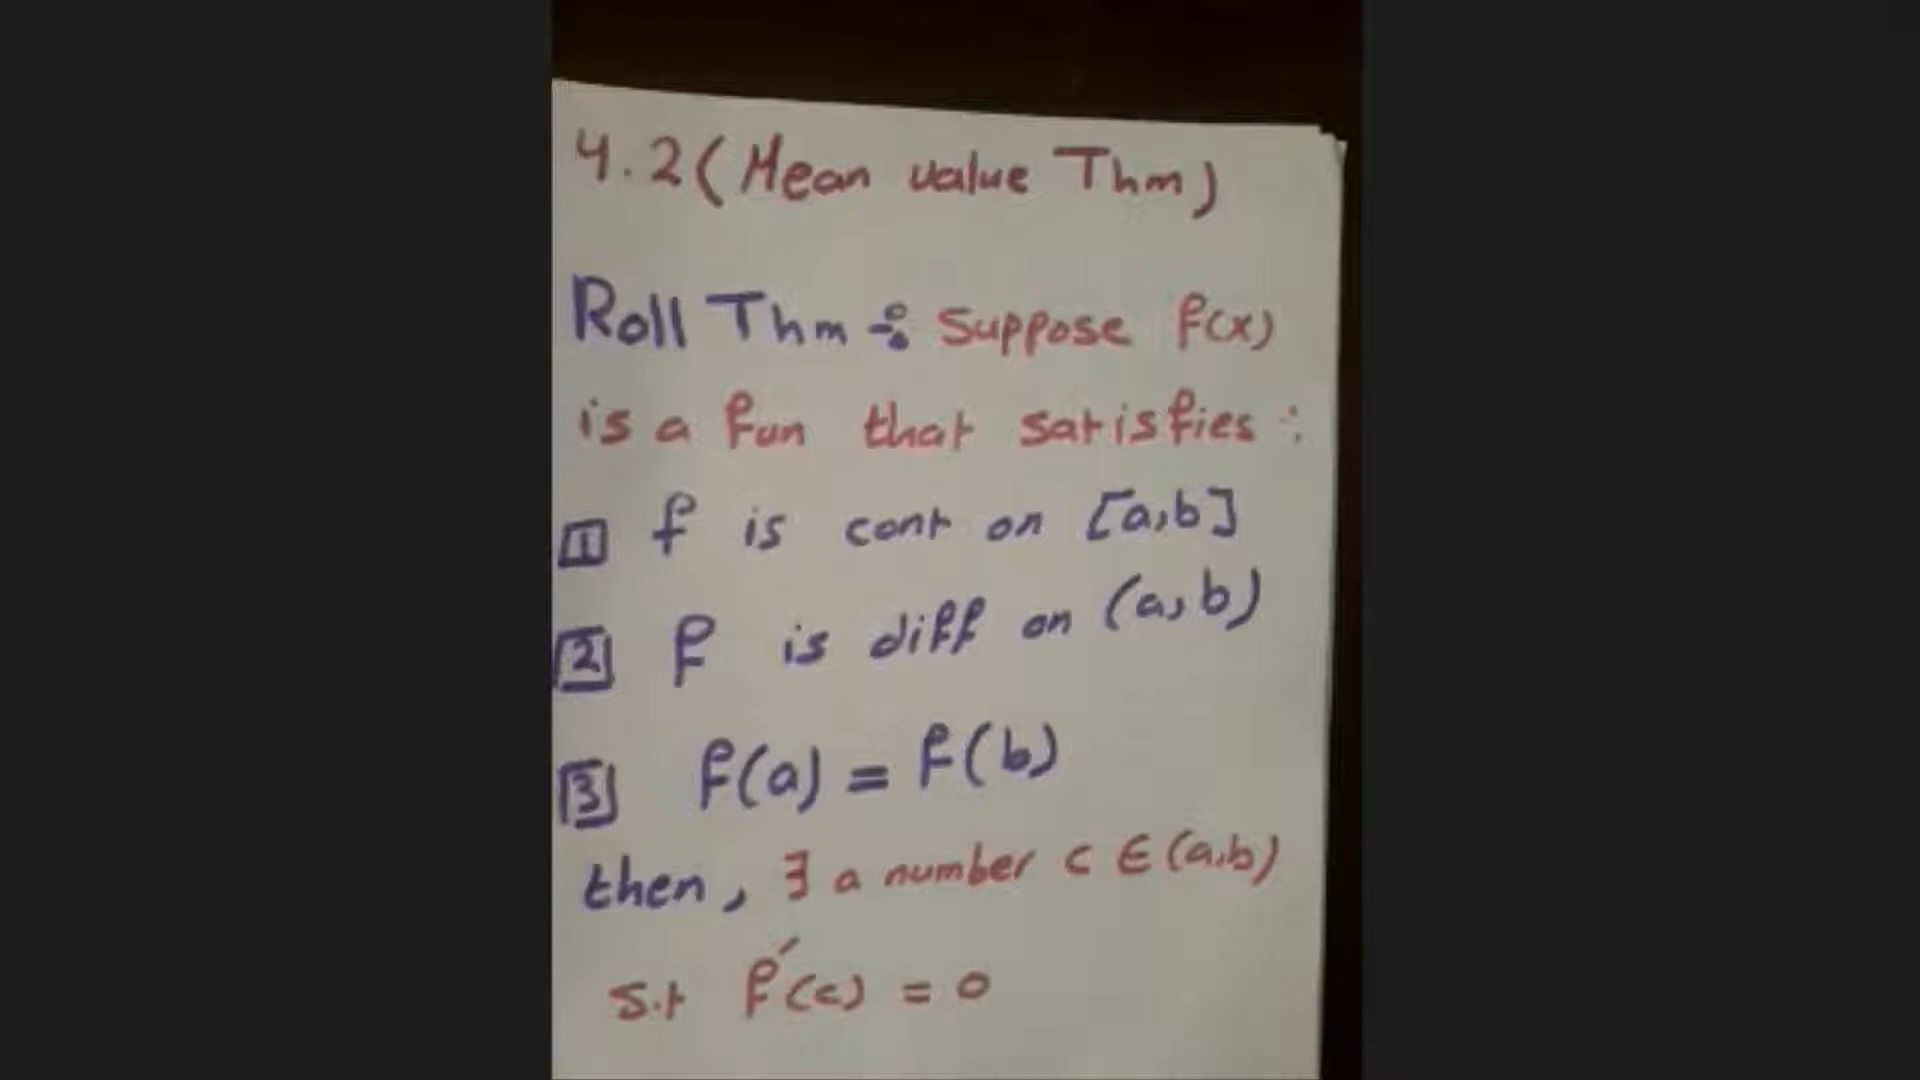 4.2 (Mean value Thm)
Roll Thm ÷ Suppose f(x)
is a fun that satisfies :
1 f is cont on [a,b]
2 f is diff on (a,b)
3 f(a) = f(b)
then, ∃ a number c ∈ (a,b)
s.t f'(c) = 0